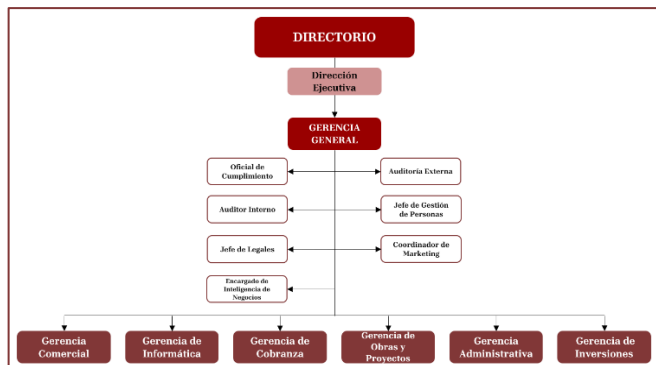 DIRECTORIO
Dirección
Ejecutiva
GERENCIA
GENERAL
Oficial de
Cumplimiento
Auditoría Externa
Auditor Interno
Jefe de Gestión
de Personas
Jefe de Legales
Coordinador de
Marketing
Encargado de
Inteligencia de
Negocios
Gerencia
Comercial
Gerencia de
Informática
Gerencia de
Cobranza
Gerencia de
Obras y
Proyectos
Gerencia
Administrativa
Gerencia de
Inversiones